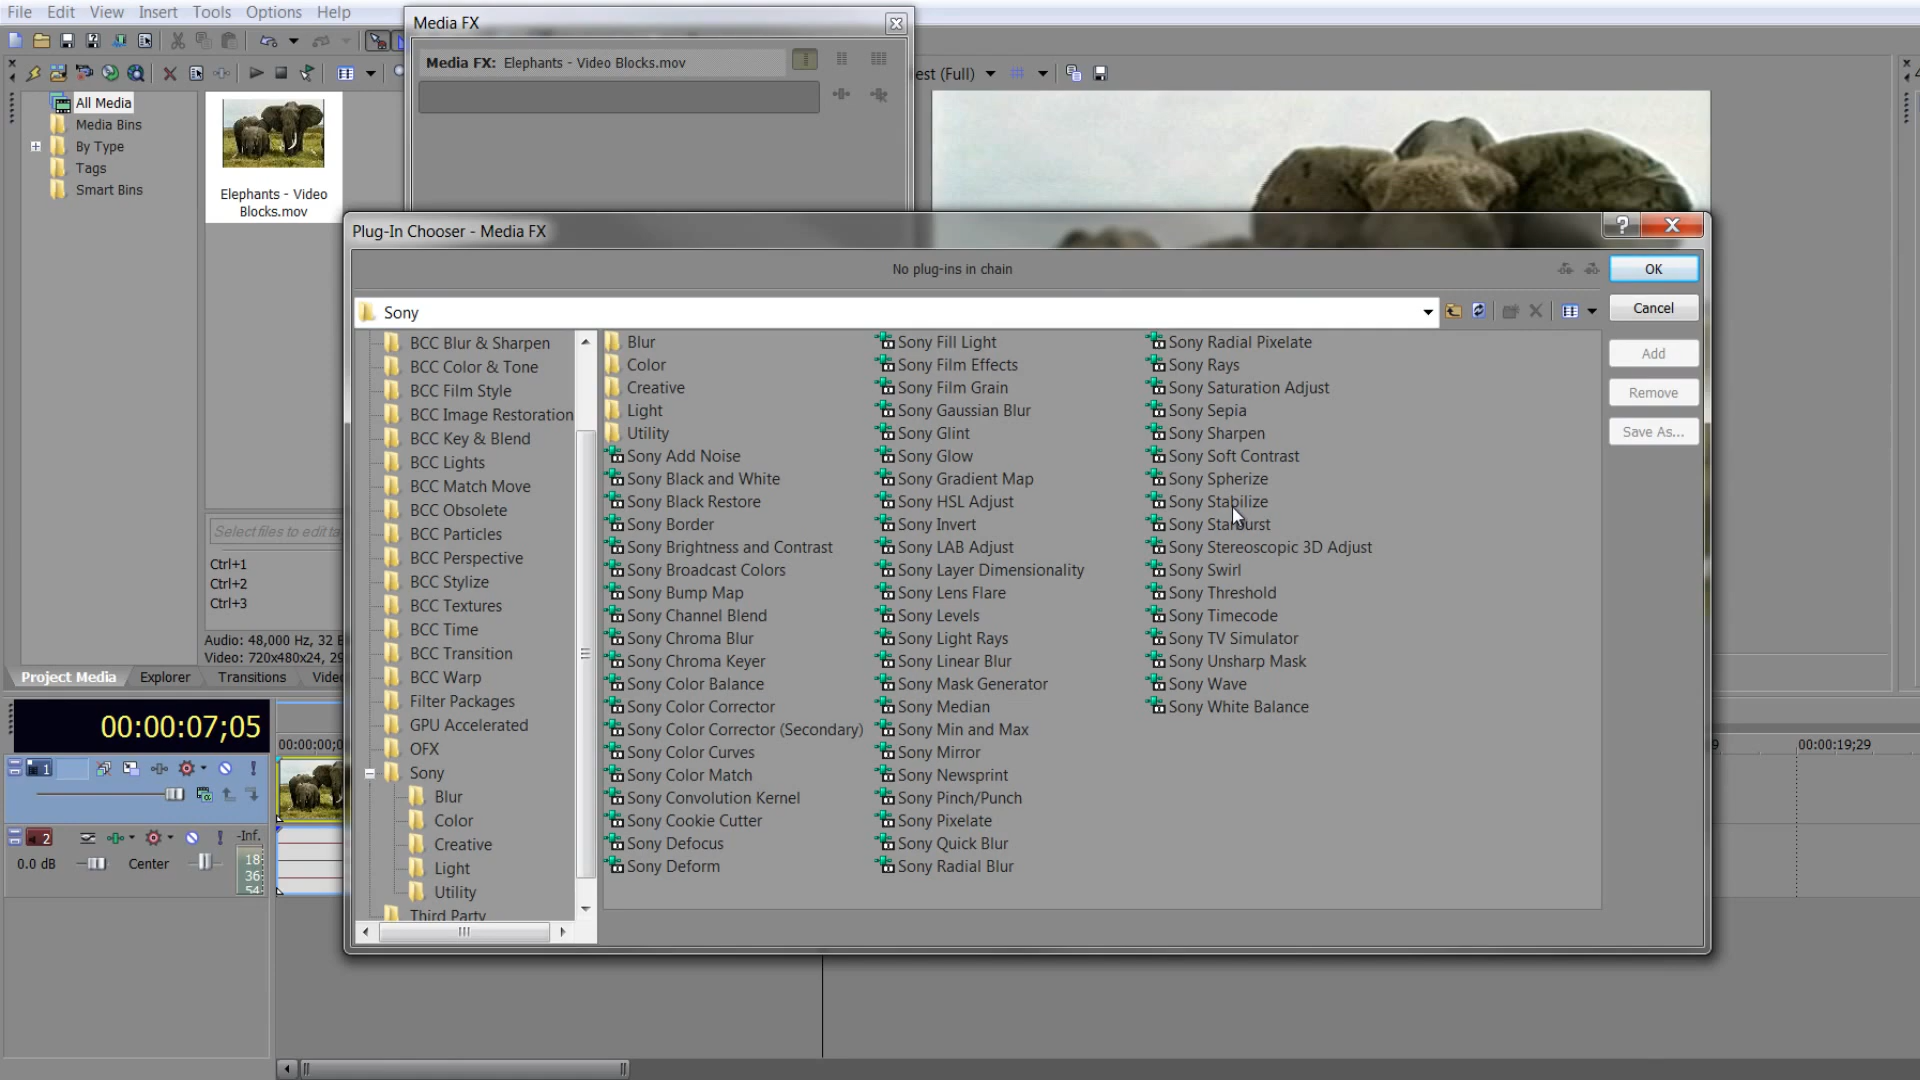 File Edit View Insert Tools Options Help
Media FX
Media FX: Elephants - Video Blocks.mov
est (Full)
All Media
Media Bins
By Type
Tags
Smart Bins
Elephants - Video
Blocks.mov
Plug-In Chooser - Media FX
No plug-ins in chain
OK
Sony
Cancel
Add
Remove
Save As...
BCC Blur & Sharpen
BCC Color & Tone
BCC Film Style
BCC Image Restoration
BCC Key & Blend
BCC Lights
BCC Match Move
BCC Obsolete
BCC Particles
BCC Perspective
BCC Stylize
BCC Textures
BCC Time
BCC Transition
BCC Warp
Filter Packages
GPU Accelerated
OFX
Sony
Blur
Color
Creative
Light
Utility
Third Party
Blur
Color
Creative
Light
Utility
Sony Add Noise
Sony Black and White
Sony Black Restore
Sony Border
Sony Brightness and Contrast
Sony Broadcast Colors
Sony Bump Map
Sony Channel Blend
Sony Chroma Blur
Sony Chroma Keyer
Sony Color Balance
Sony Color Corrector
Sony Color Corrector (Secondary)
Sony Color Curves
Sony Color Match
Sony Convolution Kernel
Sony Cookie Cutter
Sony Defocus
Sony Deform
Sony Fill Light
Sony Film Effects
Sony Film Grain
Sony Gaussian Blur
Sony Glint
Sony Glow
Sony Gradient Map
Sony HSL Adjust
Sony Invert
Sony LAB Adjust
Sony Layer Dimensionality
Sony Lens Flare
Sony Levels
Sony Light Rays
Sony Linear Blur
Sony Mask Generator
Sony Median
Sony Min and Max
Sony Mirror
Sony Newsprint
Sony Pinch/Punch
Sony Pixelate
Sony Quick Blur
Sony Radial Blur
Sony Radial Pixelate
Sony Rays
Sony Saturation Adjust
Sony Sepia
Sony Sharpen
Sony Soft Contrast
Sony Spherize
Sony Stabilize
Sony Starburst
Sony Stereoscopic 3D Adjust
Sony Swirl
Sony Threshold
Sony Timecode
Sony TV Simulator
Sony Unsharp Mask
Sony Wave
Sony White Balance
Select files to edit ta
Ctrl+1
Ctrl+2
Ctrl+3
Audio: 48,000 Hz, 32 B
Video: 720x480x24, 29
Project Media Explorer Transitions Video
00:00:07;05
00:00:00;0
9 00:00:19;29
1
2
-Inf.
0.0 dB Center
18
36
54